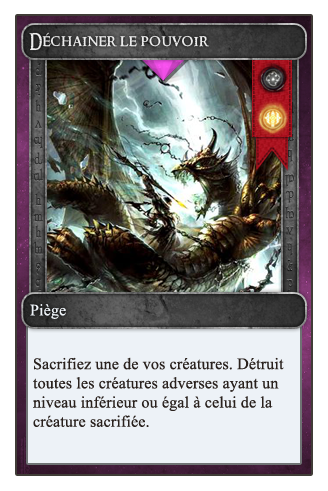 Déchainer le pouvoir
Piège
Sacrifiez une de vos créatures. Détruit
toutes les créatures adverses ayant un
niveau inférieur ou égal à celui de la
créature sacrifiée.